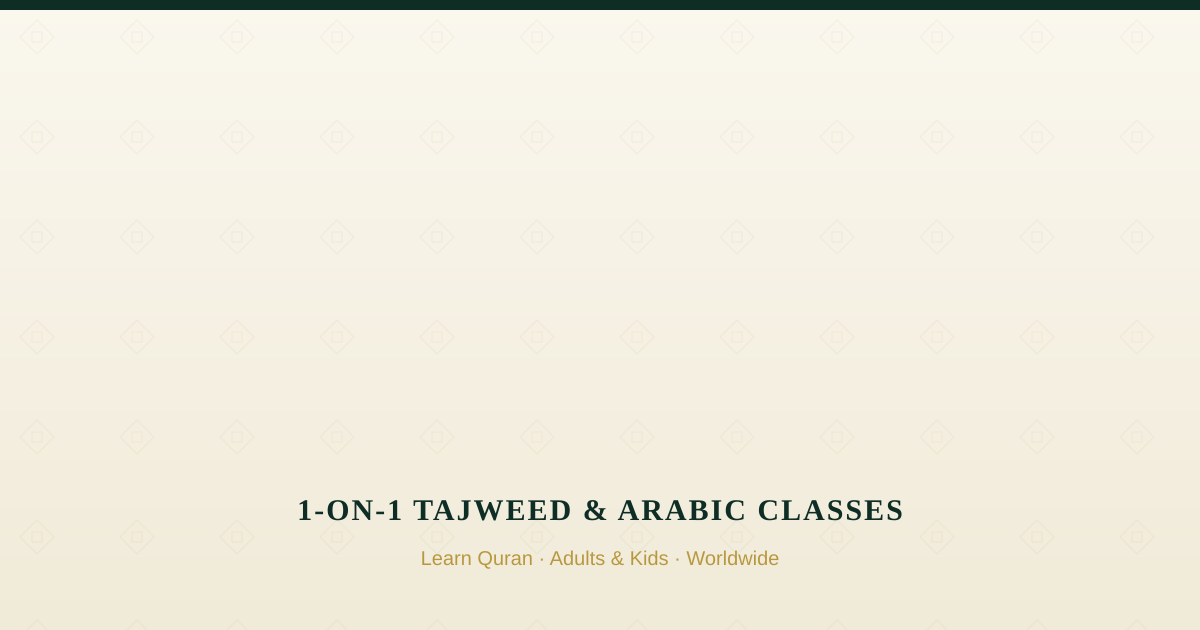 1-ON-1 TAJWEED & ARABIC CLASSES
Learn Quran · Adults & Kids · Worldwide